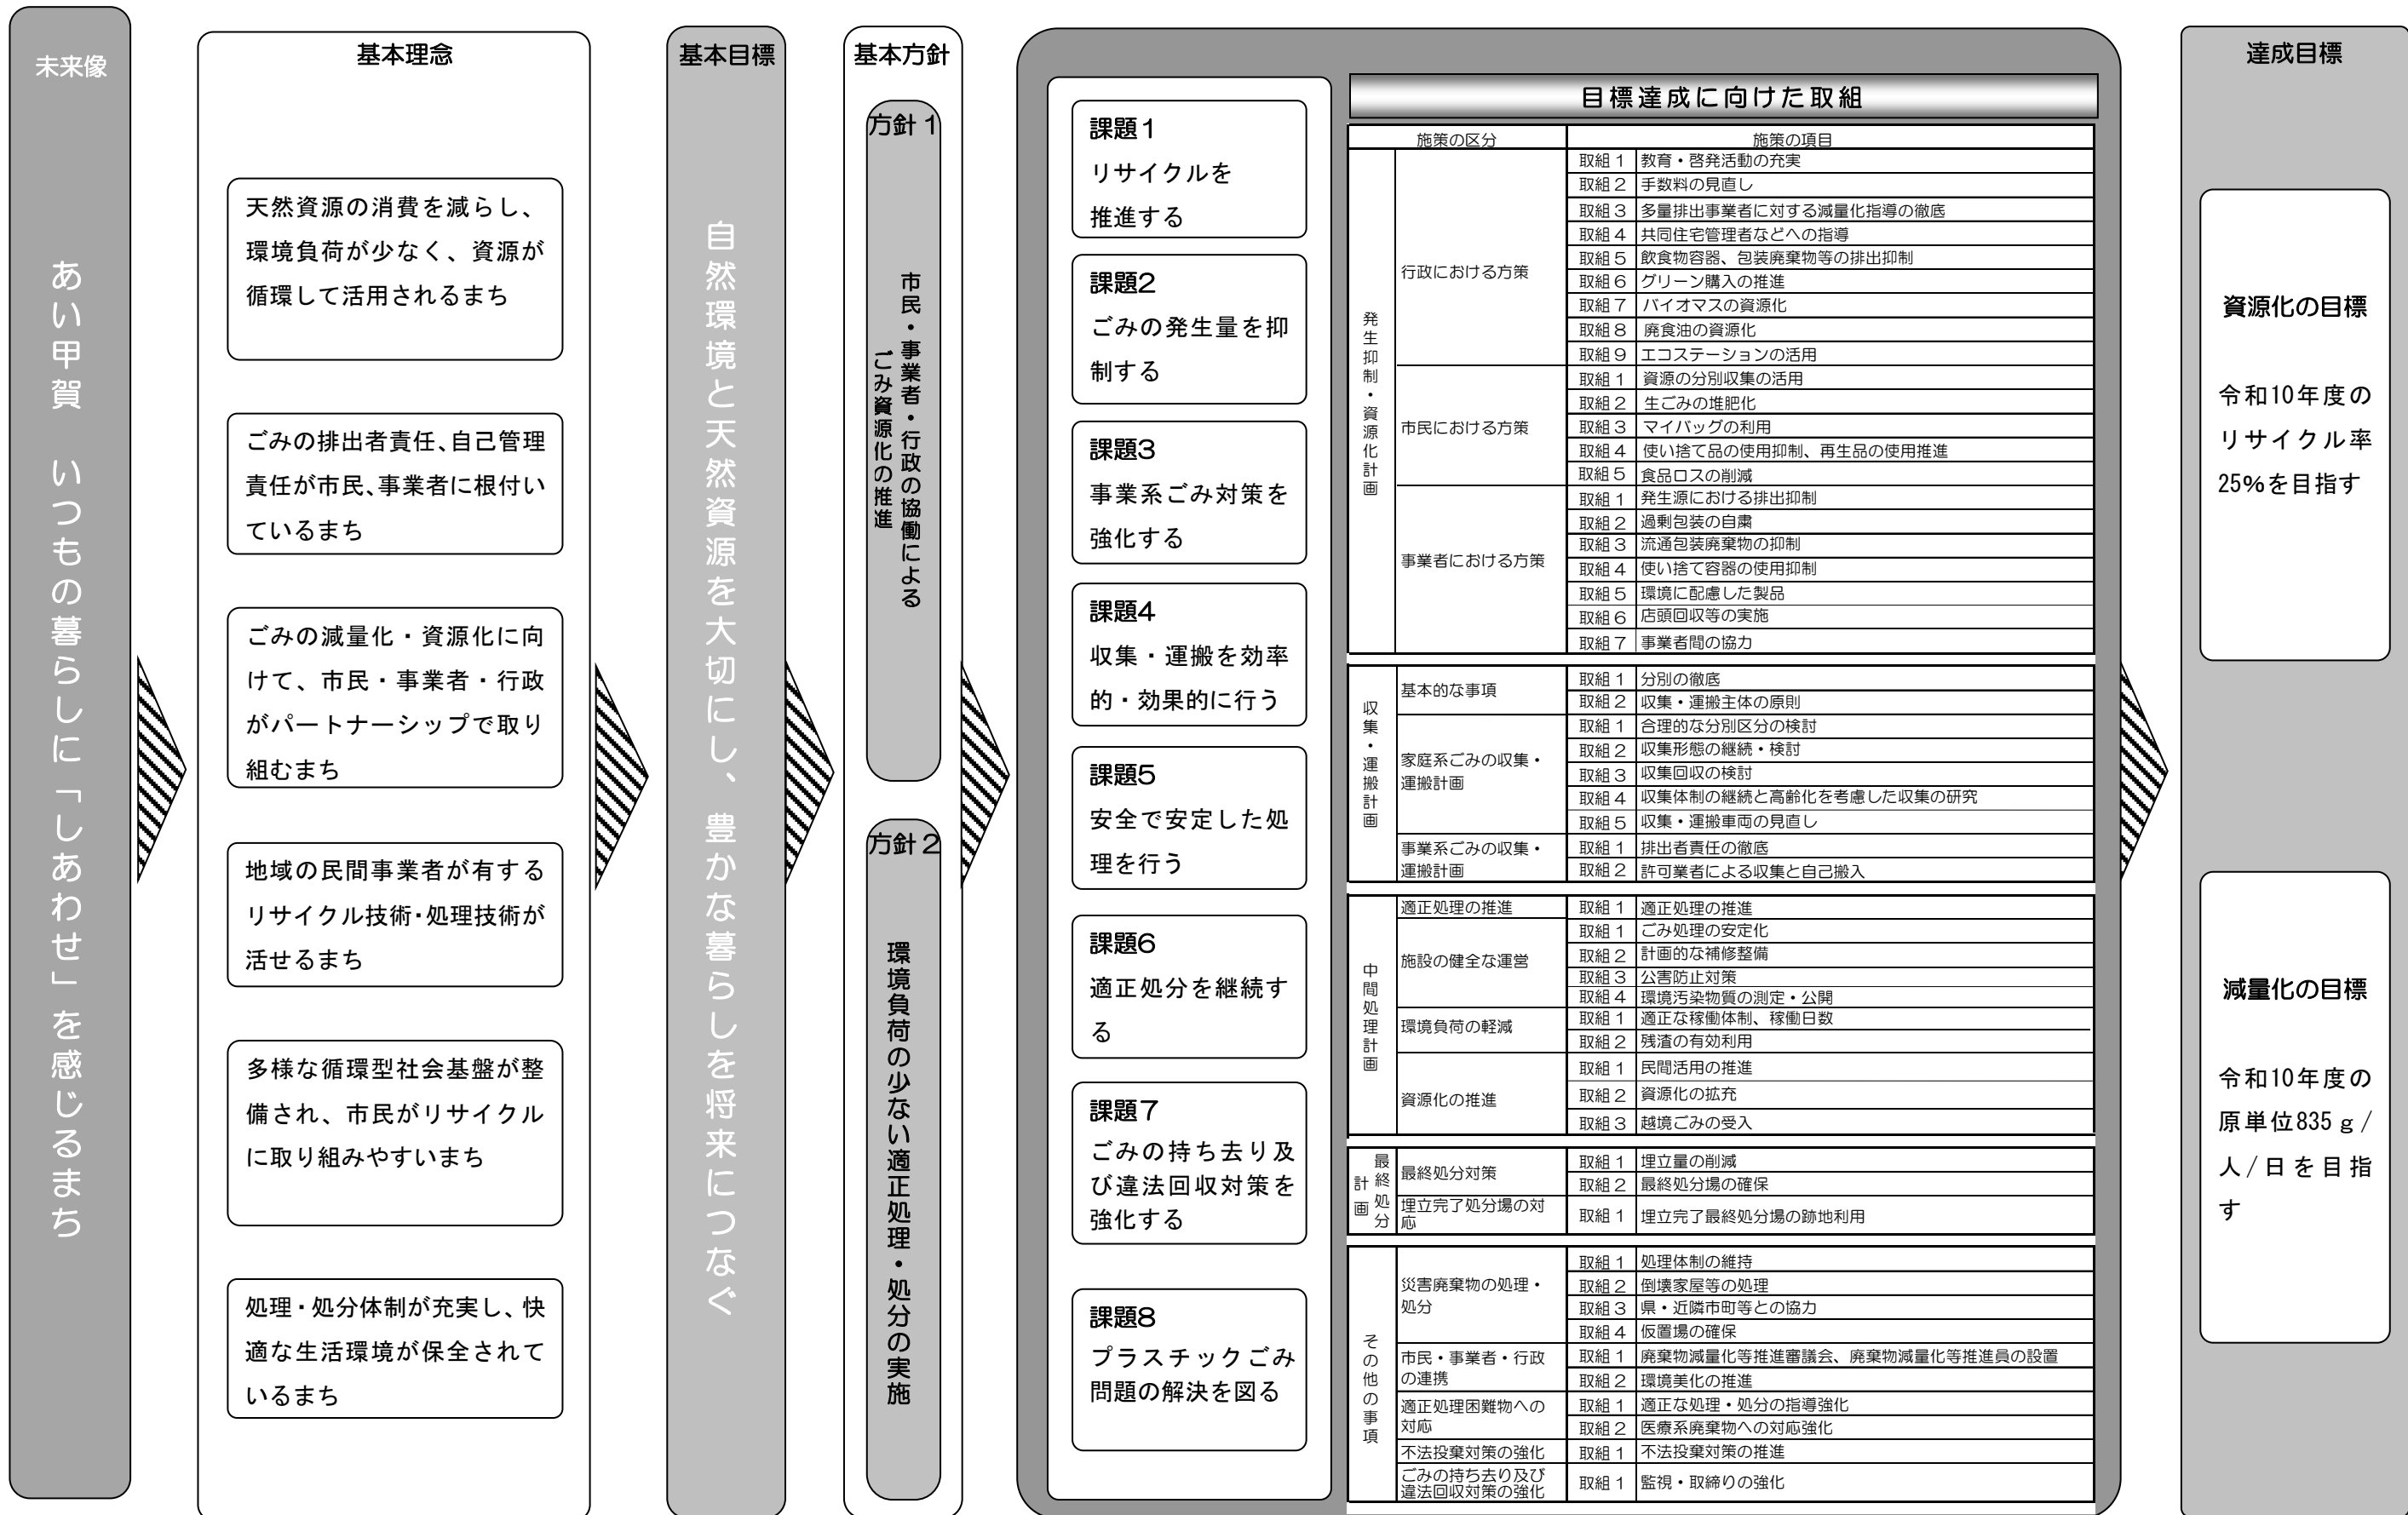 未来像
あい甲賀　いつもの暮らしに「しあわせ」を感じるまち
基本理念
天然資源の消費を減らし、
環境負荷が少なく、資源が
循環して活用されるまち
ごみの排出者責任、自己管理
責任が市民、事業者に根付い
ているまち
ごみの減量化・資源化に向
けて、市民・事業者・行政
がパートナーシップで取り
組むまち
地域の民間事業者が有する
リサイクル技術・処理技術が
活せるまち
多様な循環型社会基盤が整
備され、市民がリサイクル
に取り組みやすいまち
処理・処分体制が充実し、快
適な生活環境が保全されて
いるまち
基本目標
自然環境と天然資源を大切にし、豊かな暮らしを将来につなぐ
基本方針
方針１
市民・事業者・行政の協働による
ごみ資源化の推進
方針２
環境負荷の少ない適正処理・処分の実施
課題１
リサイクルを
推進する
課題2
ごみの発生量を抑
制する
課題3
事業系ごみ対策を
強化する
課題4
収集・運搬を効率
的・効果的に行う
課題5
安全で安定した処
理を行う
課題6
適正処分を継続す
る
課題7
ごみの持ち去り及
び違法回収対策を
強化する
課題8
プラスチックごみ
問題の解決を図る
目標達成に向けた取組
施策の区分 施策の項目
発生抑制・資源化計画
行政における方策
取組１ 教育・啓発活動の充実
取組２ 手数料の見直し
取組３ 多量排出事業者に対する減量化指導の徹底
取組４ 共同住宅管理者などへの指導
取組５ 飲食物容器、包装廃棄物等の排出抑制
取組６ グリーン購入の推進
取組７ バイオマスの資源化
取組８ 廃食油の資源化
取組９ エコステーションの活用
市民における方策
取組１ 資源の分別収集の活用
取組２ 生ごみの堆肥化
取組３ マイバッグの利用
取組４ 使い捨て品の使用抑制、再生品の使用推進
取組５ 食品ロスの削減
事業者における方策
取組１ 発生源における排出抑制
取組２ 過剰包装の自粛
取組３ 流通包装廃棄物の抑制
取組４ 使い捨て容器の使用抑制
取組５ 環境に配慮した製品
取組６ 店頭回収等の実施
取組７ 事業者間の協力
収集・運搬計画
基本的な事項
取組１ 分別の徹底
取組２ 収集・運搬主体の原則
家庭系ごみの収集・
運搬計画
取組１ 合理的な分別区分の検討
取組２ 収集形態の継続・検討
取組３ 収集回収の検討
取組４ 収集体制の継続と高齢化を考慮した収集の研究
取組５ 収集・運搬車両の見直し
事業系ごみの収集・
運搬計画
取組１ 排出者責任の徹底
取組２ 許可業者による収集と自己搬入
中間処理計画
適正処理の推進
取組１ 適正処理の推進
施設の健全な運営
取組１ ごみ処理の安定化
取組２ 計画的な補修整備
取組３ 公害防止対策
取組４ 環境汚染物質の測定・公開
環境負荷の軽減
取組１ 適正な稼働体制、稼働日数
取組２ 残渣の有効利用
資源化の推進
取組１ 民間活用の推進
取組２ 資源化の拡充
取組３ 越境ごみの受入
最終処分
計画
最終処分対策
取組１ 埋立量の削減
取組２ 最終処分場の確保
埋立完了処分場の対
応
取組１ 埋立完了最終処分場の跡地利用
その他の事項
災害廃棄物の処理・
処分
取組１ 処理体制の維持
取組２ 倒壊家屋等の処理
取組３ 県・近隣市町等との協力
取組４ 仮置場の確保
市民・事業者・行政
の連携
取組１ 廃棄物減量化等推進審議会、廃棄物減量化等推進員の設置
取組２ 環境美化の推進
適正処理困難物への
対応
取組１ 適正な処理・処分の指導強化
取組２ 医療系廃棄物への対応強化
不法投棄対策の強化
取組１ 不法投棄対策の推進
ごみの持ち去り及び
違法回収対策の強化
取組１ 監視・取締りの強化
達成目標
資源化の目標
令和10年度の
リサイクル率
25%を目指す
減量化の目標
令和10年度の
原単位835ｇ/
人/日を目指
す